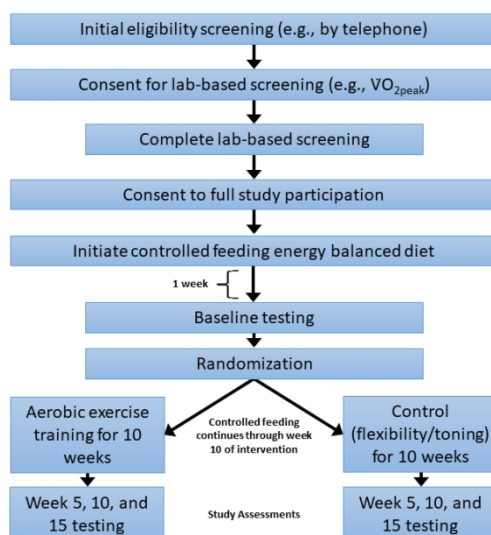 Initial eligibility screening (e.g., by telephone)
Consent for lab-based screening (e.g., VO2peak)
Complete lab-based screening
Consent to full study participation
Initiate controlled feeding energy balanced diet
1 week
Baseline testing
Randomization
Aerobic exercise
training for 10
weeks
Controlled feeding
continues through week
10 of intervention
Control
(flexibility/toning)
for 10 weeks
Week 5, 10, and
15 testing
Study Assessments
Week 5, 10, and
15 testing